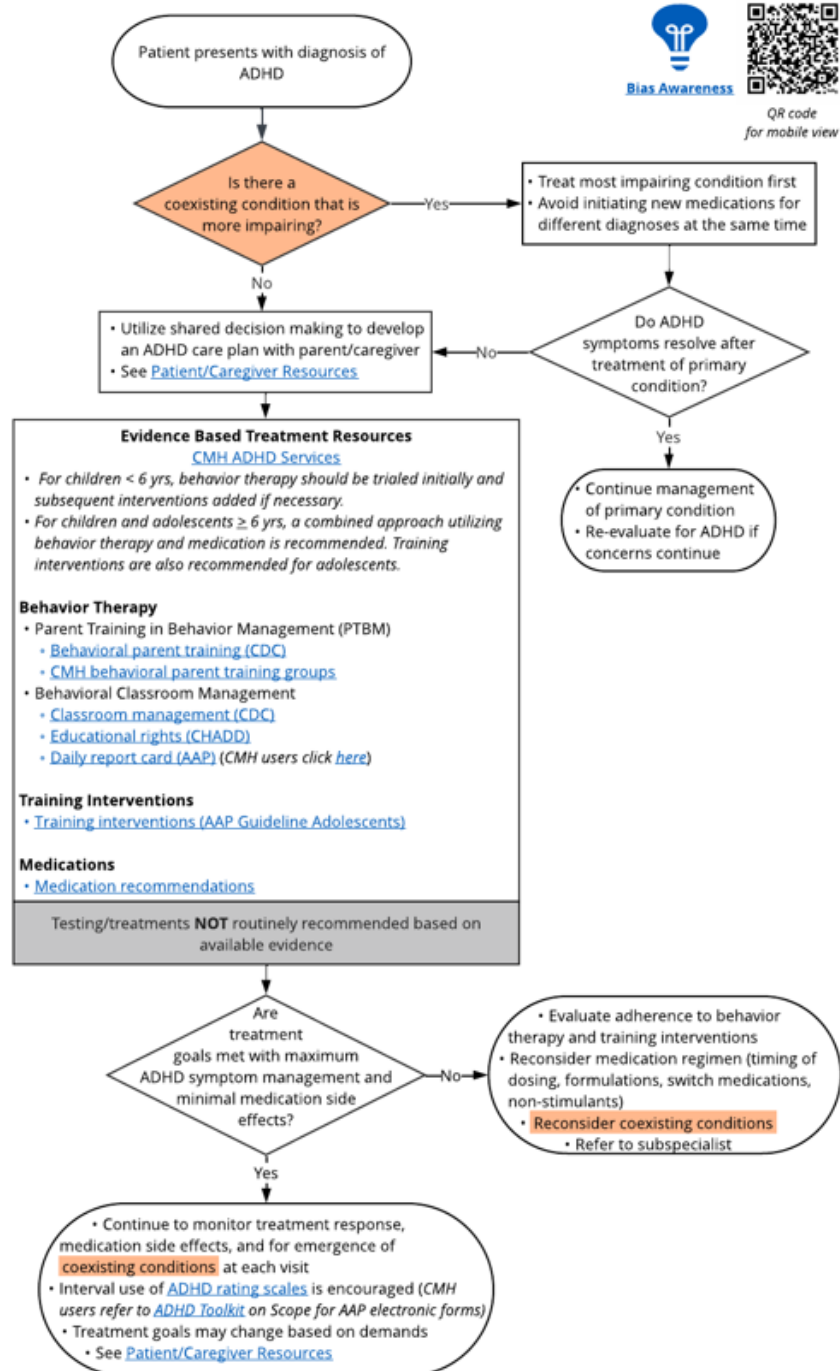 Patient presents with diagnosis of
ADHD
Bias Awareness
QR code
for mobile view
Is there a
coexisting condition that is
more impairing?
Yes
• Treat most impairing condition first
• Avoid initiating new medications for
different diagnoses at the same time
No
• Utilize shared decision making to develop
an ADHD care plan with parent/caregiver
• See Patient/Caregiver Resources
No
Do ADHD
symptoms resolve after
treatment of primary
condition?
Yes
• Continue management
of primary condition
• Re-evaluate for ADHD if
concerns continue
Evidence Based Treatment Resources
CMH ADHD Services
• For children < 6 yrs, behavior therapy should be trialed initially and
subsequent interventions added if necessary.
• For children and adolescents ≥ 6 yrs, a combined approach utilizing
behavior therapy and medication is recommended. Training
interventions are also recommended for adolescents.
Behavior Therapy
• Parent Training in Behavior Management (PTBM)
• Behavioral parent training (CDC)
• CMH behavioral parent training groups
• Behavioral Classroom Management
• Classroom management (CDC)
• Educational rights (CHADD)
• Daily report card (AAP) (CMH users click here)
Training Interventions
• Training interventions (AAP Guideline Adolescents)
Medications
• Medication recommendations
Testing/treatments NOT routinely recommended based on
available evidence
Are
treatment
goals met with maximum
ADHD symptom management and
minimal medication side
effects?
No
• Evaluate adherence to behavior
therapy and training interventions
• Reconsider medication regimen (timing of
dosing, formulations, switch medications,
non-stimulants)
• Reconsider coexisting conditions
• Refer to subspecialist
Yes
• Continue to monitor treatment response,
medication side effects, and for emergence of
coexisting conditions at each visit
• Interval use of ADHD rating scales is encouraged (CMH
users refer to ADHD Toolkit on Scope for AAP electronic forms)
• Treatment goals may change based on demands
• See Patient/Caregiver Resources